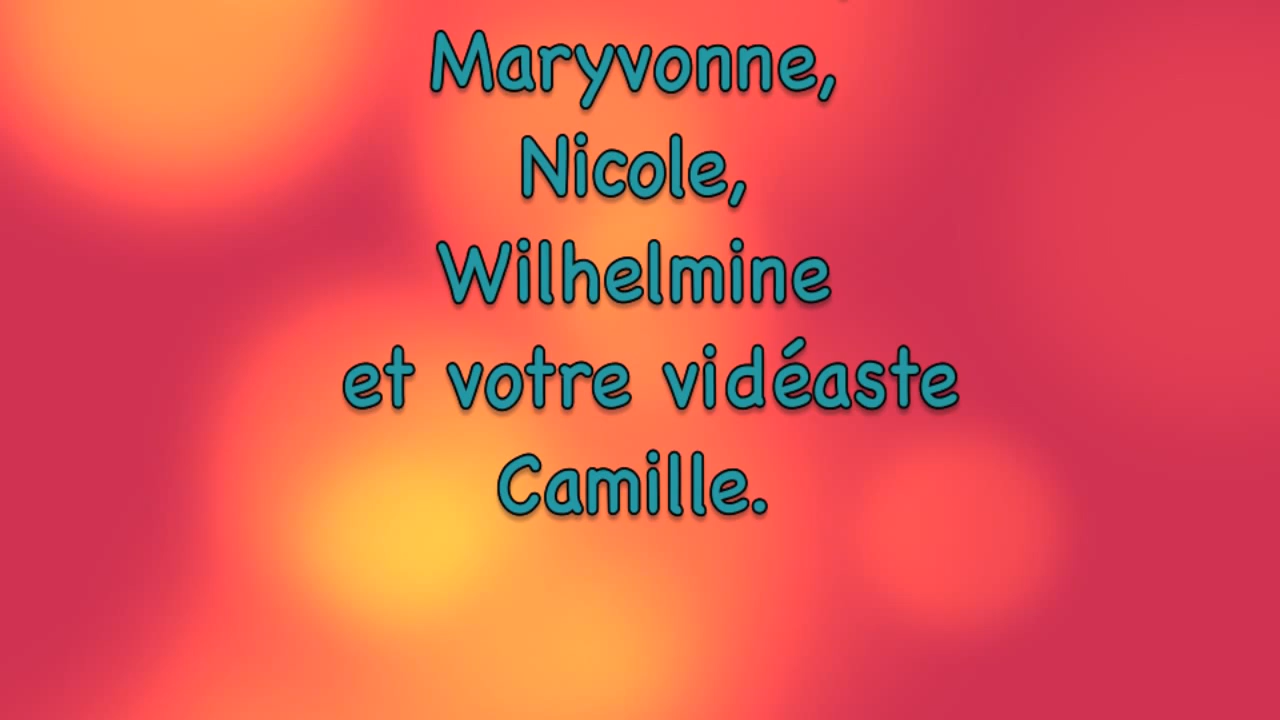 Maryvonne,
Nicole,
Wilhelmine
et votre vidéaste
Camille.